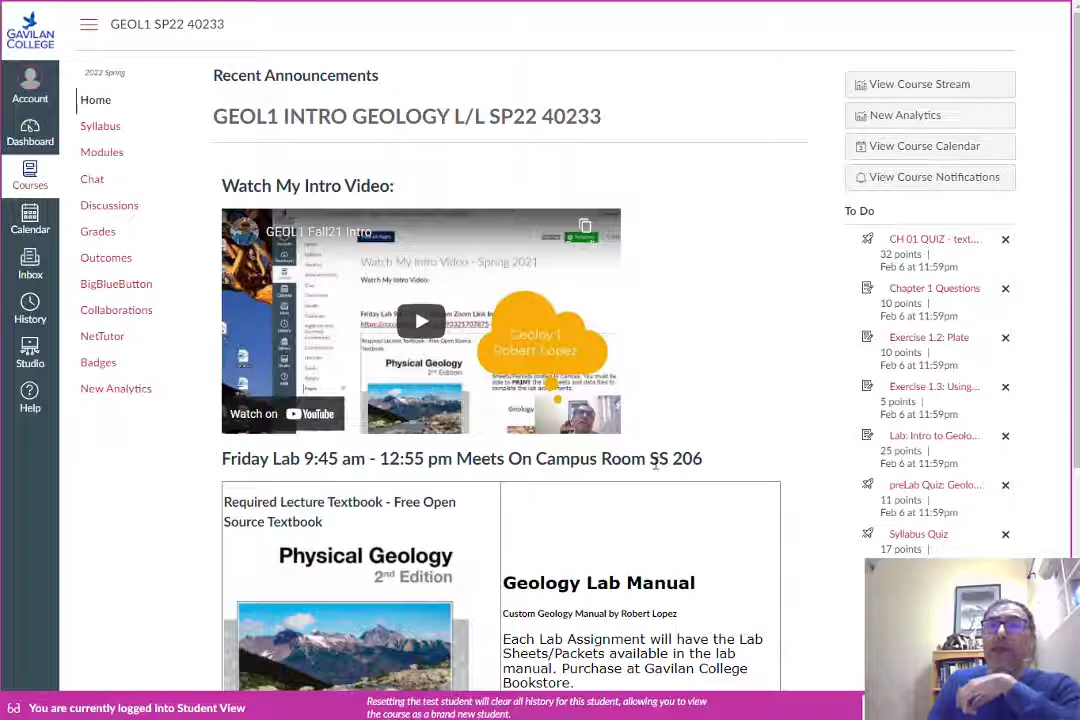 GAVILAN
COLLEGE
GEOL1 SP22 40233
Account
Dashboard
Courses
Calendar
Inbox
History
Studio
Help
2022 Spring
Home
Syllabus
Modules
Chat
Discussions
Grades
Outcomes
BigBlueButton
Collaborations
NetTutor
Badges
New Analytics
Recent Announcements
GEOL1 INTRO GEOLOGY L/L SP22 40233
Watch My Intro Video:
GEOL1 Fall21 Intro
Watch My Intro Video - Spring 2021
Watch My Intro Video:
Physical Geology
2nd Edition
Geoloy 1
Robert Lopez
Watch on YouTube
Friday Lab 9:45 am - 12:55 pm Meets On Campus Room SS 206
Required Lecture Textbook - Free Open
Source Textbook
Physical Geology
2nd Edition
Geology Lab Manual
Custom Geology Manual by Robert Lopez
Each Lab Assignment will have the Lab
Sheets/Packets available in the lab
manual. Purchase at Gavilan College
Bookstore.
View Course Stream
New Analytics
View Course Calendar
View Course Notifications
To Do
CH 01 QUIZ - text...
32 points |
Feb 6 at 11:59pm
Chapter 1 Questions
10 points |
Feb 6 at 11:59pm
Exercise 1.2: Plate
10 points |
Feb 6 at 11:59pm
Exercise 1.3: Using...
5 points |
Feb 6 at 11:59pm
Lab: Intro to Geolo...
25 points |
Feb 6 at 11:59pm
preLab Quiz: Geolo...
11 points |
Feb 6 at 11:59pm
Syllabus Quiz
17 points |
You are currently logged into Student View
Resetting the test student will clear all history for this student, allowing you to view
the course as a brand new student.